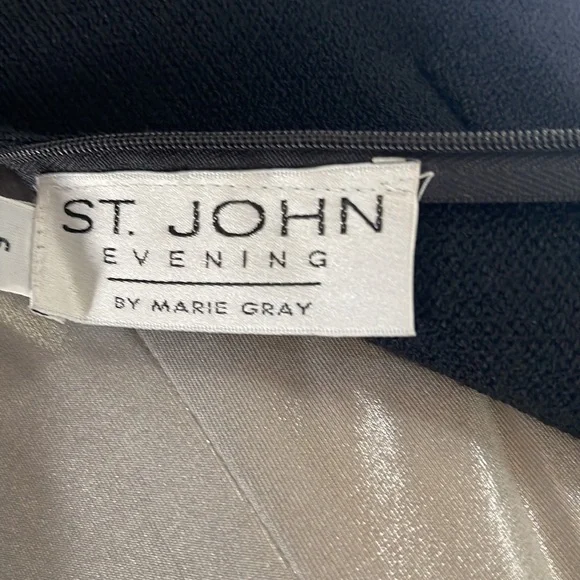 ST. JOHN
EVENING
BY MARIE GRAY